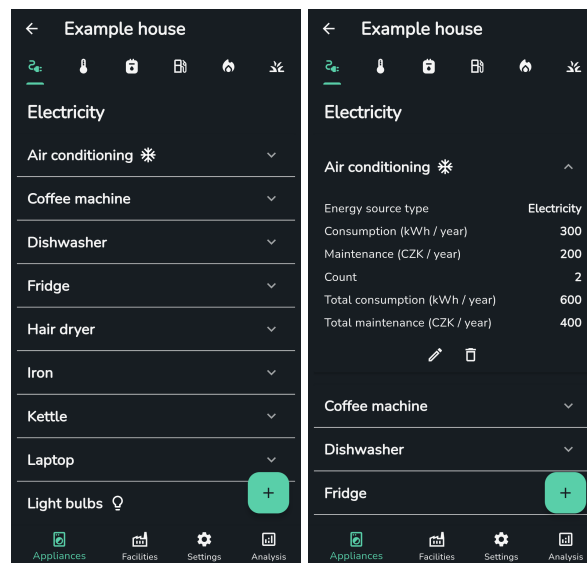 Example house
Electricity
Air conditioning
Coffee machine
Dishwasher
Fridge
Hair dryer
Iron
Kettle
Laptop
Light bulbs
+
Appliances Facilities Settings Analysis
Example house
Electricity
Air conditioning
Energy source type Electricity
Consumption (kWh / year) 300
Maintenance (CZK / year) 200
Count 2
Total consumption (kWh / year) 600
Total maintenance (CZK / year) 400
Coffee machine
Dishwasher
Fridge
+
Appliances Facilities Settings Analysis